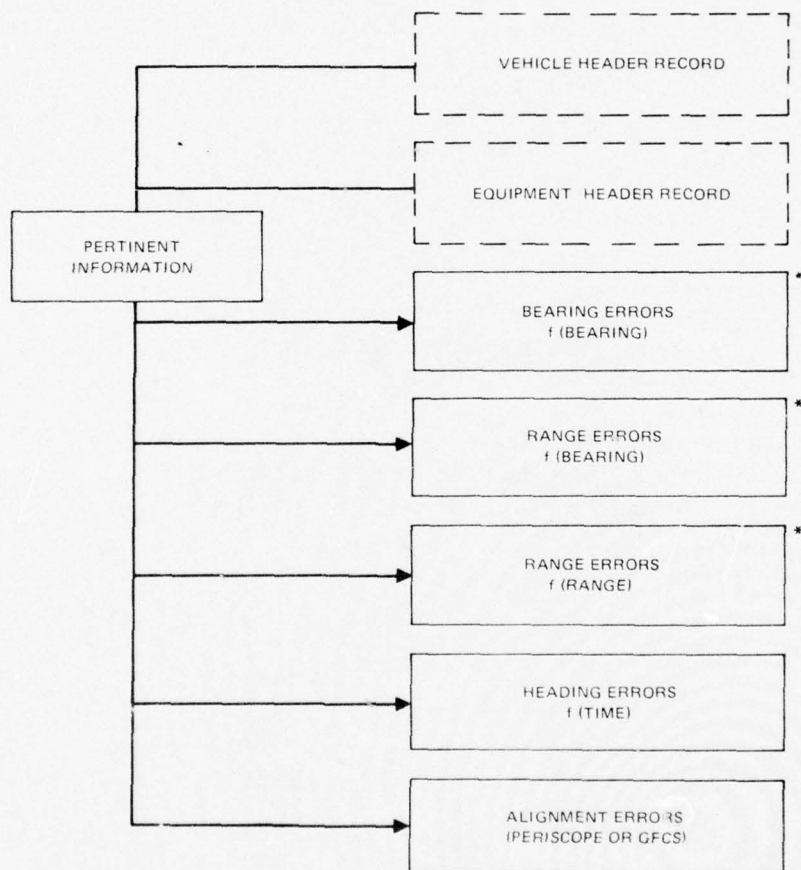 VEHICLE HEADER RECORD
EQUIPMENT HEADER RECORD
PERTINENT
INFORMATION
*
BEARING ERRORS
f (BEARING)
*
RANGE ERRORS
f (BEARING)
*
RANGE ERRORS
f (RANGE)
HEADING ERRORS
f (TIME)
ALIGNMENT ERRORS
(PERISCOPE OR GFCS)